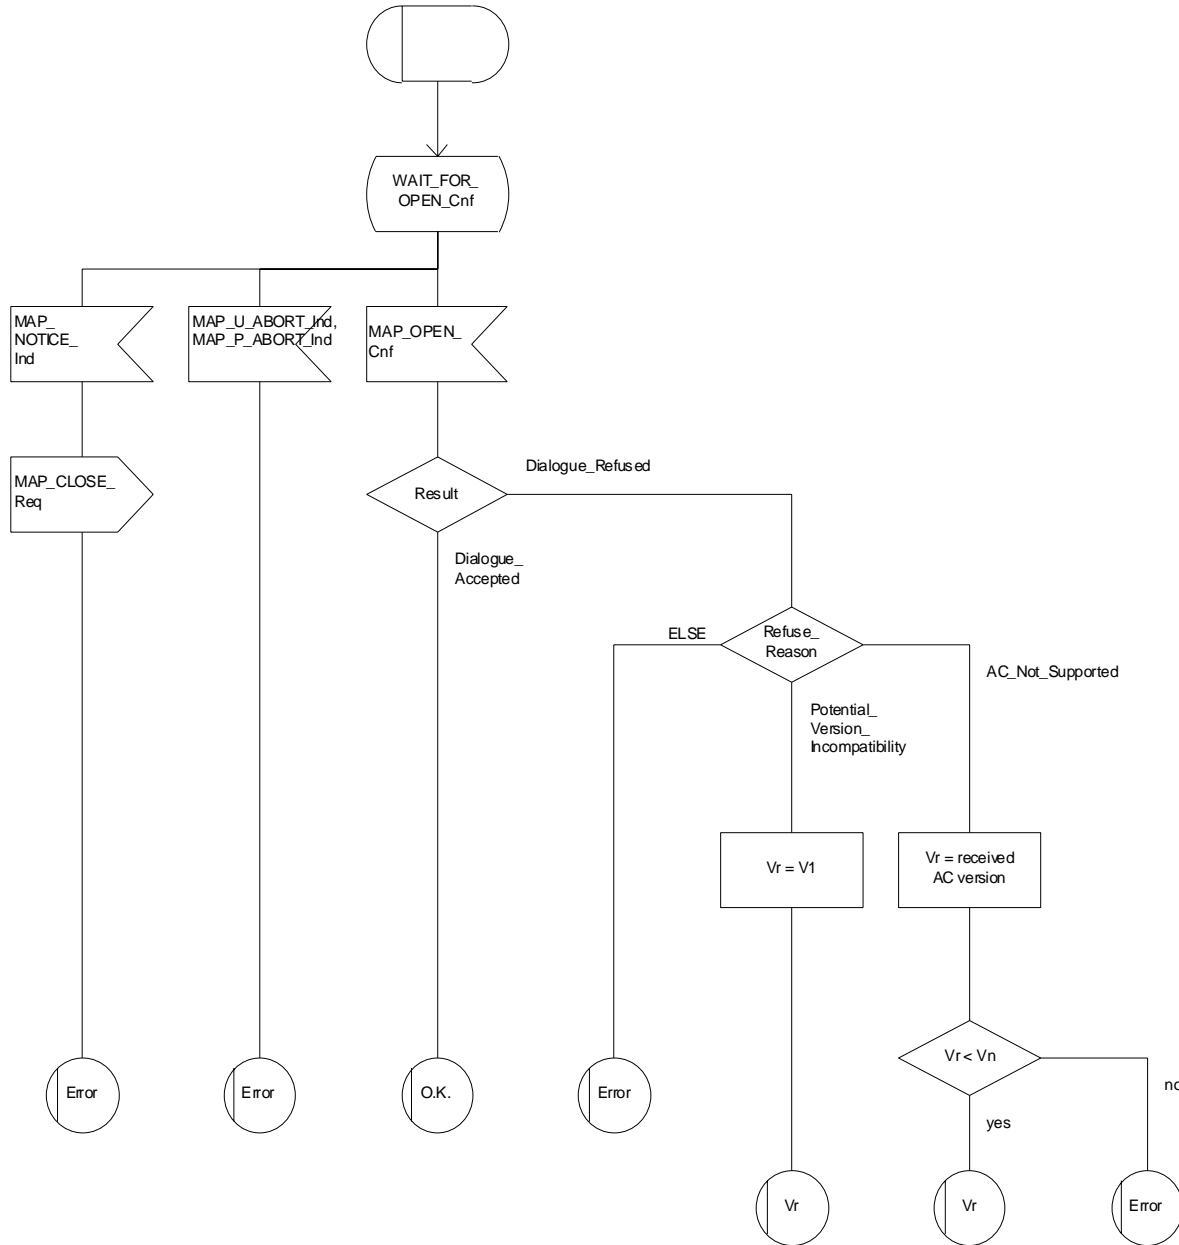 WAIT_FOR_
OPEN_Cnf
MAP_
NOTICE_
Ind
MAP_U_ABORT_Ind,
MAP_P_ABORT_Ind
MAP_OPEN_
Cnf
MAP_CLOSE_
Req
Result
Dialogue_Refused
Dialogue_
Accepted
ELSE
Refuse_
Reason
AC_Not_Supported
Potential_
Version_
Incompatibility
Vr = V1
Vr = received
AC version
Vr < Vn
no
yes
Error
Error
O.K.
Error
Vr
Vr
Error